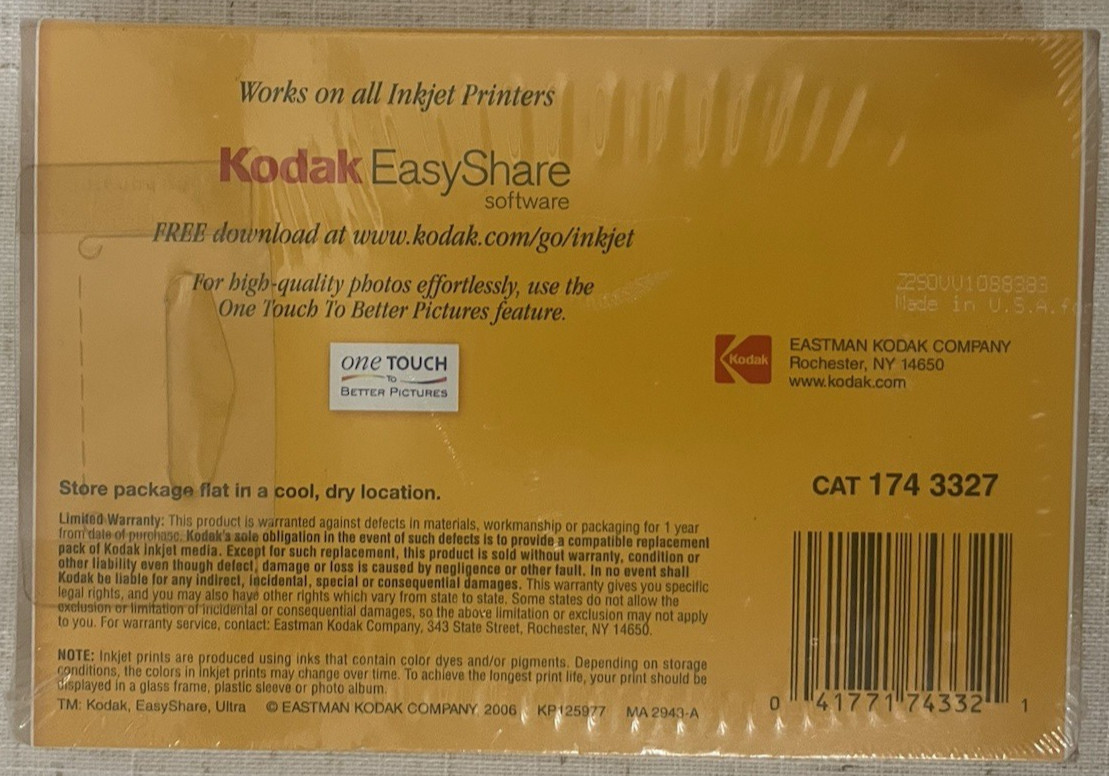 Works on all Inkjet Printers
Kodak EasyShare
software
FREE download at www.kodak.com/go/inkjet
For high-quality photos effortlessly, use the
One Touch To Better Pictures feature.
one TOUCH
TO
BETTER PICTURES
Made in U.S.A.
Kodak
EASTMAN KODAK COMPANY
Rochester, NY 14650
www.kodak.com
Store package flat in a cool, dry location.
CAT 174 3327
Limited Warranty: This product is warranted against defects in materials, workmanship or packaging for 1 year
from date of purchase. Kodak's sole obligation in the event of such defects is to provide a compatible replacement
pack of Kodak inkjet media. Except for such replacement, this product is sold without warranty, condition or
other liability even though defect, damage or loss is caused by negligence or other fault. In no event shall
Kodak be liable for any indirect, incidental, special or consequential damages. This warranty gives you specific
legal rights, and you may also have other rights which vary from state to state. Some states do not allow the
exclusion or limitation of incidental or consequential damages, so the above limitation or exclusion may not apply
to you. For warranty service, contact: Eastman Kodak Company, 343 State Street, Rochester, NY 14650.
NOTE: Inkjet prints are produced using inks that contain color dyes and/or pigments. Depending on storage
conditions, the colors in inkjet prints may change over time. To achieve the longest print life, your print should be
displayed in a glass frame, plastic sleeve or photo album.
TM: Kodak, EasyShare, Ultra © EASTMAN KODAK COMPANY, 2006 KP125977 MA 2943-A
0 41771 74332 1